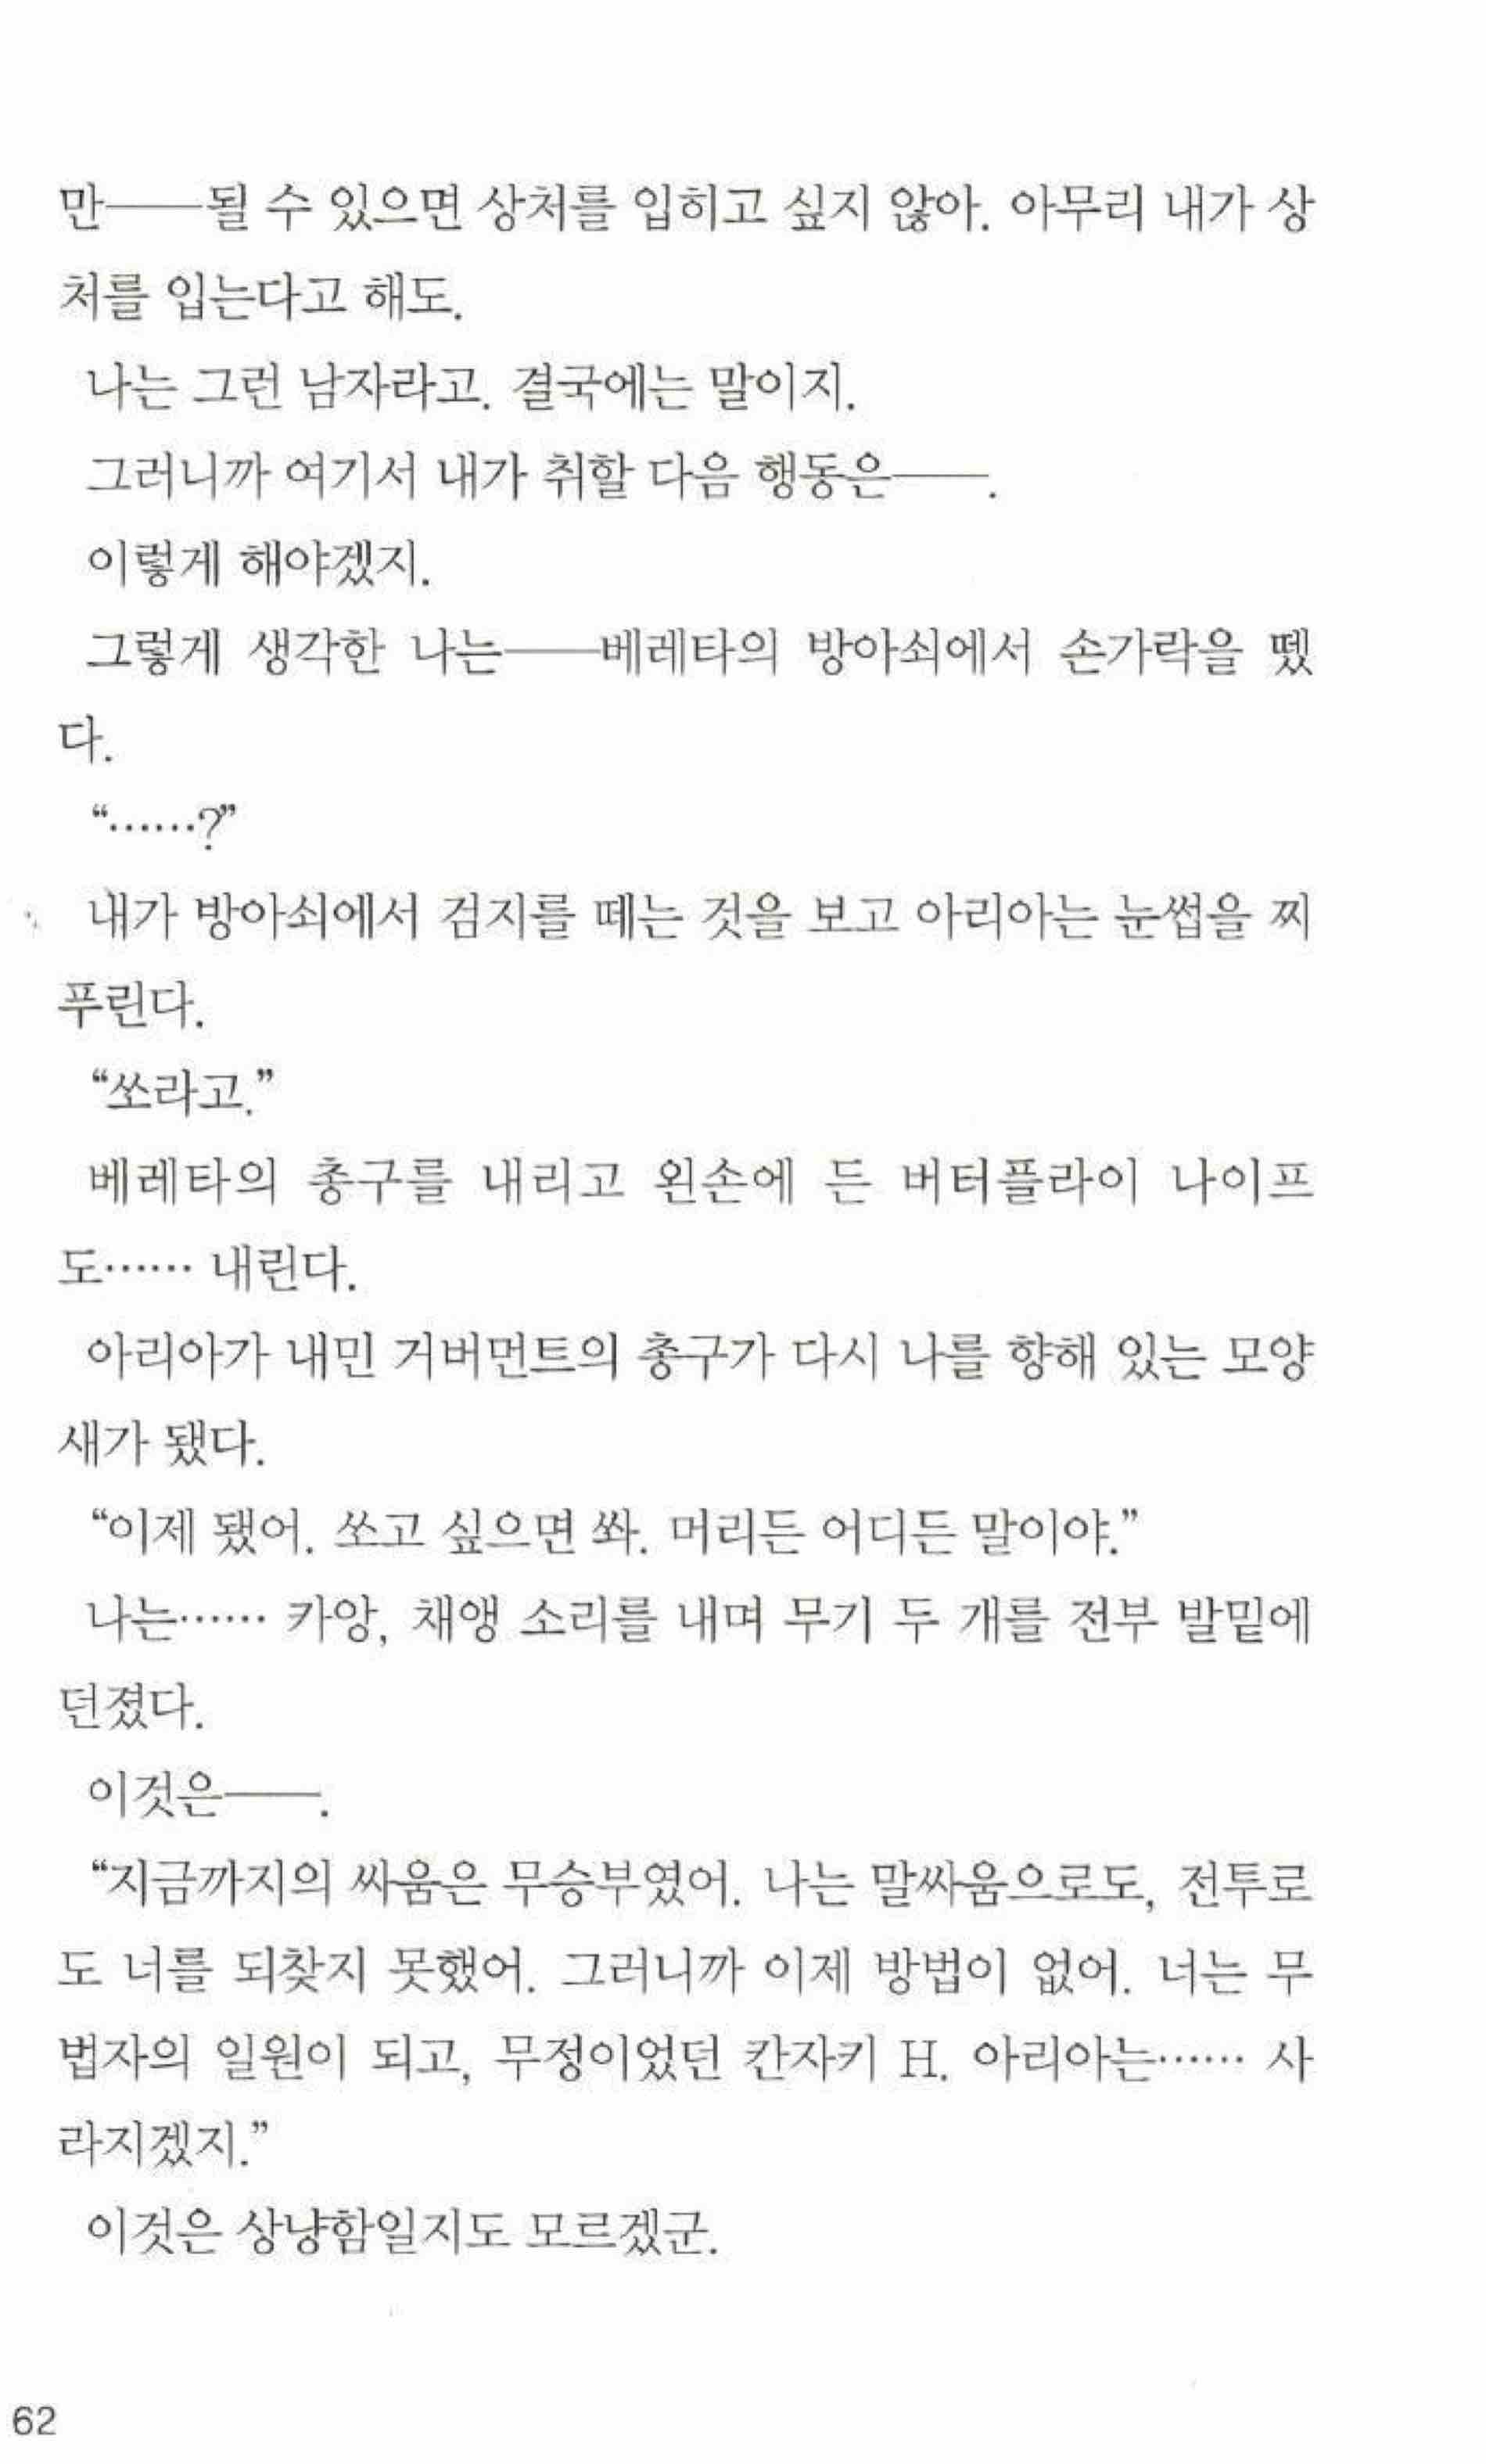 만──될 수 있으면 상처를 입히고 싶지 않아. 아무리 내가 상
처를 입는다고 해도.
나는 그런 남자라고. 결국에는 말이지.
그러니까 여기서 내가 취할 다음 행동은──.
이렇게 해야겠지.
그렇게 생각한 나는──베레타의 방아쇠에서 손가락을 뗐
다.
“……?”
내가 방아쇠에서 검지를 떼는 것을 보고 아리아는 눈썹을 찌
푸린다.
“쏘라고.”
베레타의 총구를 내리고 왼손에 든 버터플라이 나이프
도…… 내린다.
아리아가 내민 거버먼트의 총구가 다시 나를 향해 있는 모양
새가 됐다.
“이제 됐어. 쏘고 싶으면 쏴. 머리든 어디든 말이야.”
나는…… 카앙, 채앵 소리를 내며 무기 두 개를 전부 발밑에
던졌다.
이것은──.
“지금까지의 싸움은 무승부였어. 나는 말싸움으로도, 전투로
도 너를 되찾지 못했어. 그러니까 이제 방법이 없어. 너는 무
법자의 일원이 되고, 무정이었던 칸자키 H. 아리아는…… 사
라지겠지.”
이것은 상냥함일지도 모르겠군.
62